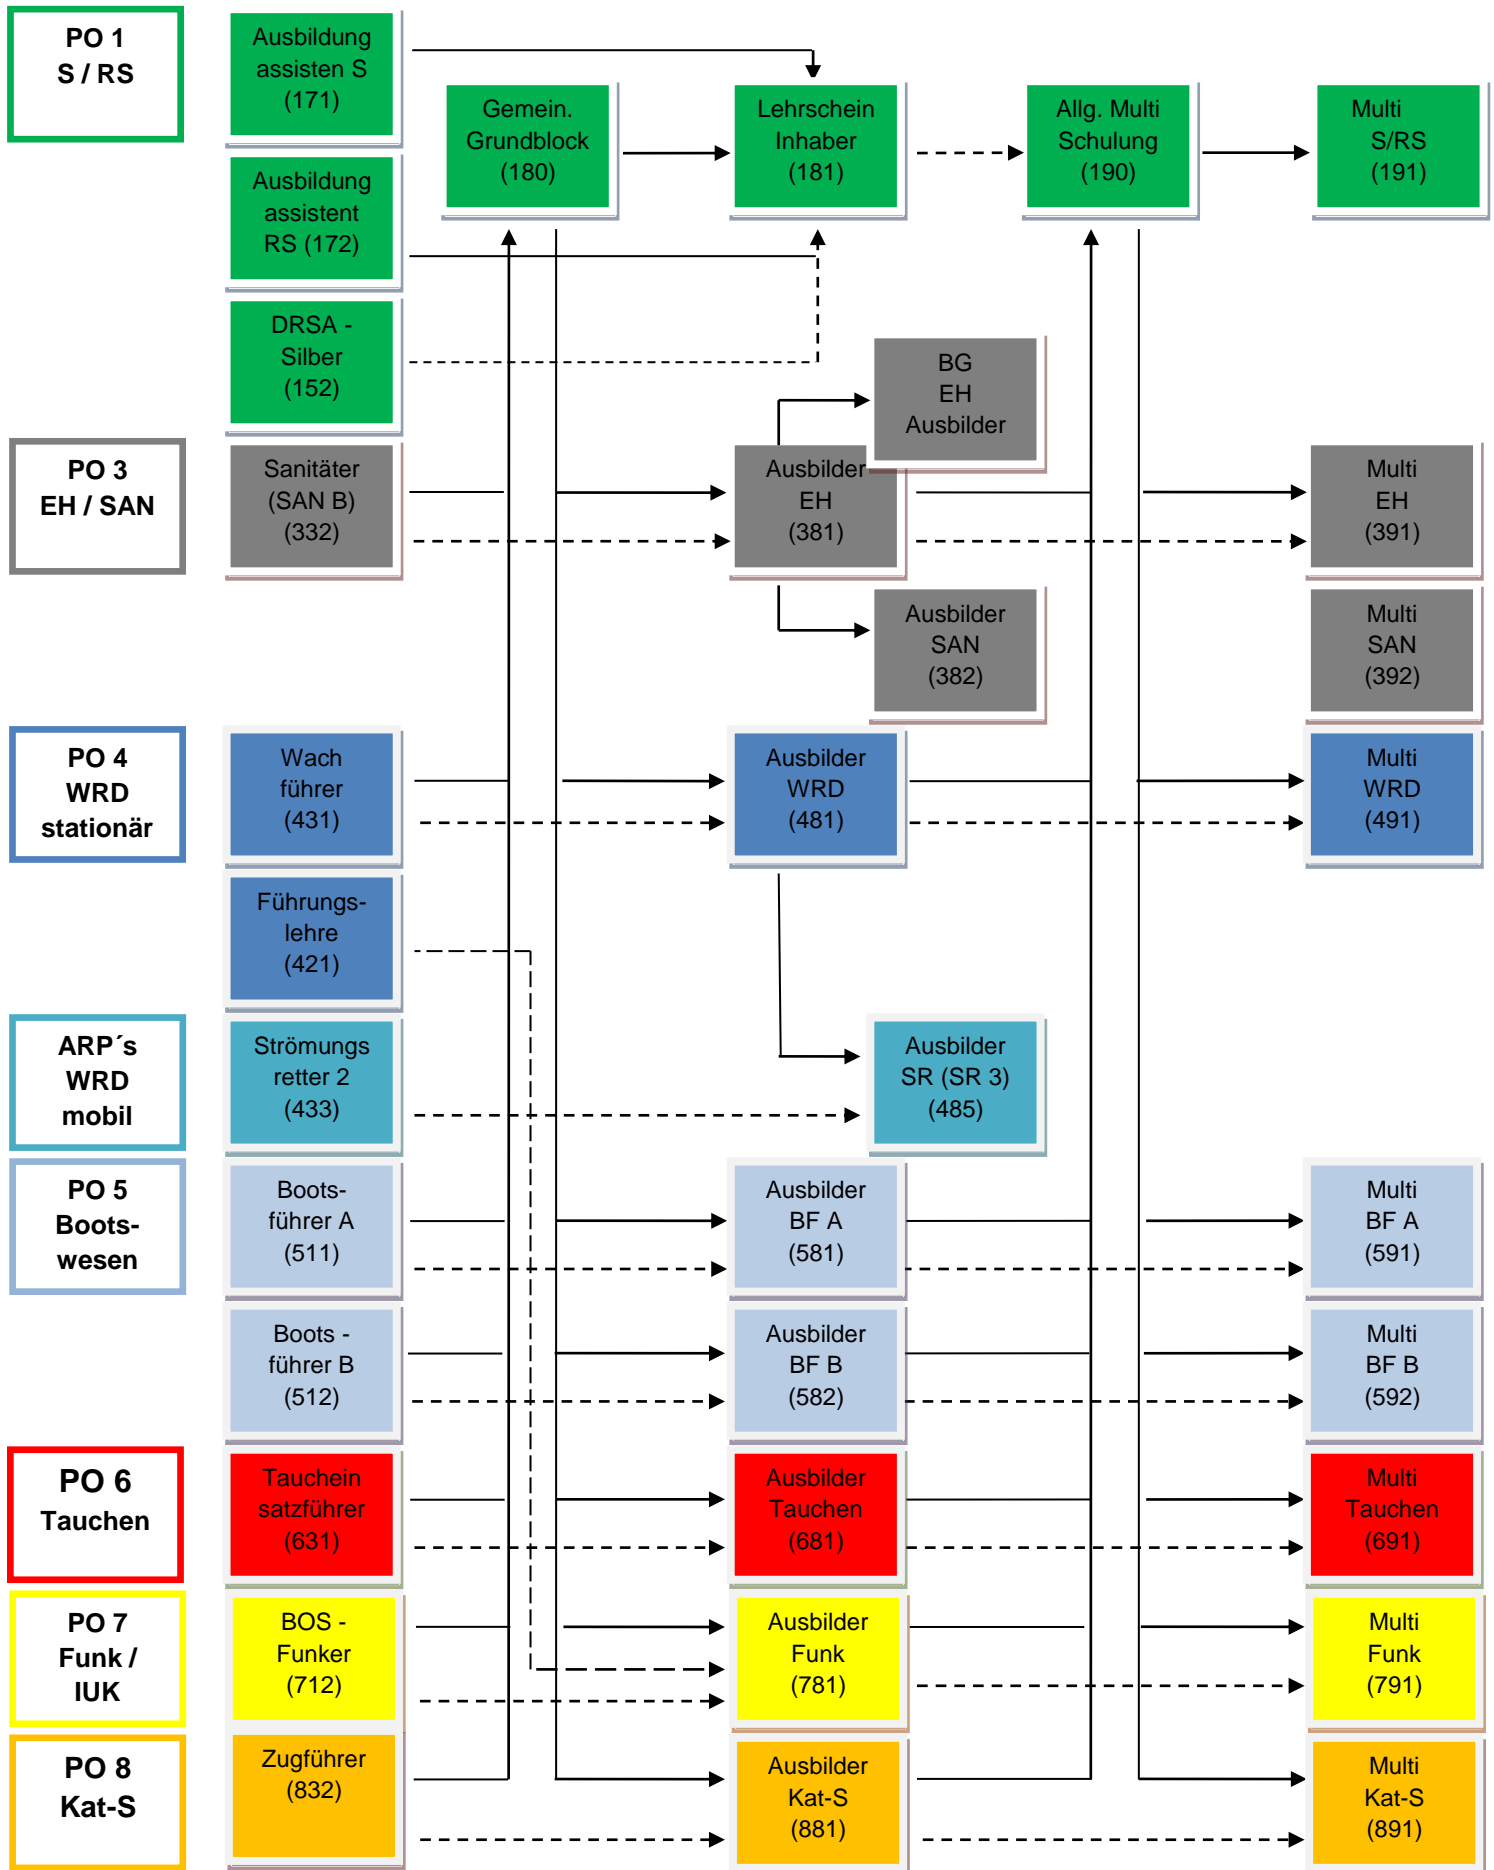 PO 1
S / RS
Ausbildung
assisten S
(171)
Gemein.
Grundblock
(180)
Lehrschein
Inhaber
(181)
Allg. Multi
Schulung
(190)
Multi
S/RS
(191)
Ausbildung
assistent
RS (172)
DRSA -
Silber
(152)
BG
EH
Ausbilder
PO 3
EH / SAN
Sanitäter
(SAN B)
(332)
Ausbilder
EH
(381)
Multi
EH
(391)
Ausbilder
SAN
(382)
Multi
SAN
(392)
PO 4
WRD
stationär
Wach
führer
(431)
Ausbilder
WRD
(481)
Multi
WRD
(491)
Führungs-
lehre
(421)
ARP´s
WRD
mobil
Strömungs
retter 2
(433)
Ausbilder
SR (SR 3)
(485)
PO 5
Boots-
wesen
Boots-
führer A
(511)
Ausbilder
BF A
(581)
Multi
BF A
(591)
Boots -
führer B
(512)
Ausbilder
BF B
(582)
Multi
BF B
(592)
PO 6
Tauchen
Tauchein
satzführer
(631)
Ausbilder
Tauchen
(681)
Multi
Tauchen
(691)
PO 7
Funk /
IUK
BOS -
Funker
(712)
Ausbilder
Funk
(781)
Multi
Funk
(791)
PO 8
Kat-S
Zugführer
(832)
Ausbilder
Kat-S
(881)
Multi
Kat-S
(891)